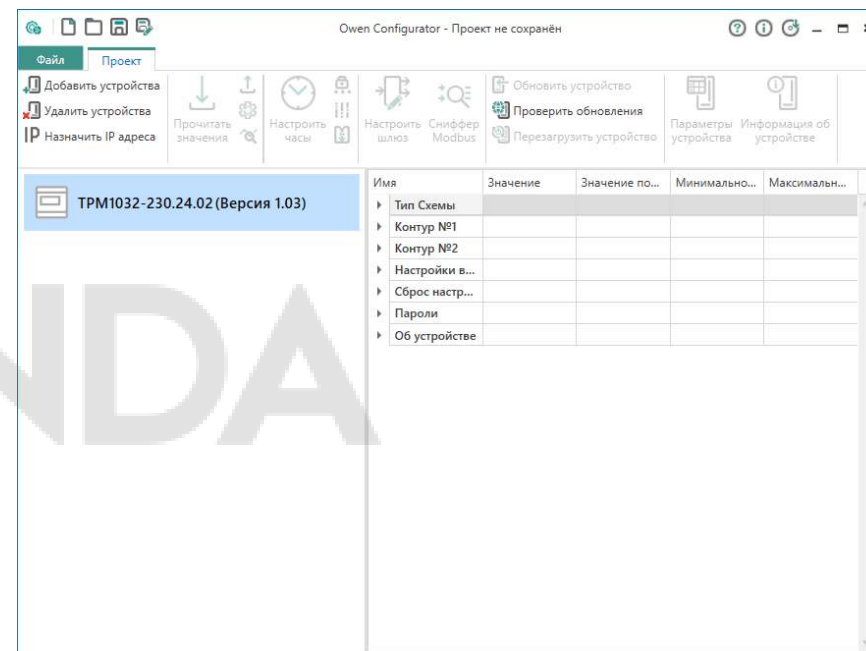 Owen Configurator - Проект не сохранён
Файл
Проект
Добавить устройства
Удалить устройства
IP Назначить IP адреса
Прочитать значения
Настроить часы
Настроить шлюз
Сниффер Modbus
Обновить устройство
Проверить обновления
Перезагрузить устройство
Параметры устройства
Информация об устройстве
ТРМ1032-230.24.02 (Версия 1.03)
Имя Значение Значение по... Минимально... Максимальн...
Тип Схемы
Контур №1
Контур №2
Настройки в...
Сброс настр...
Пароли
Об устройстве
NDA